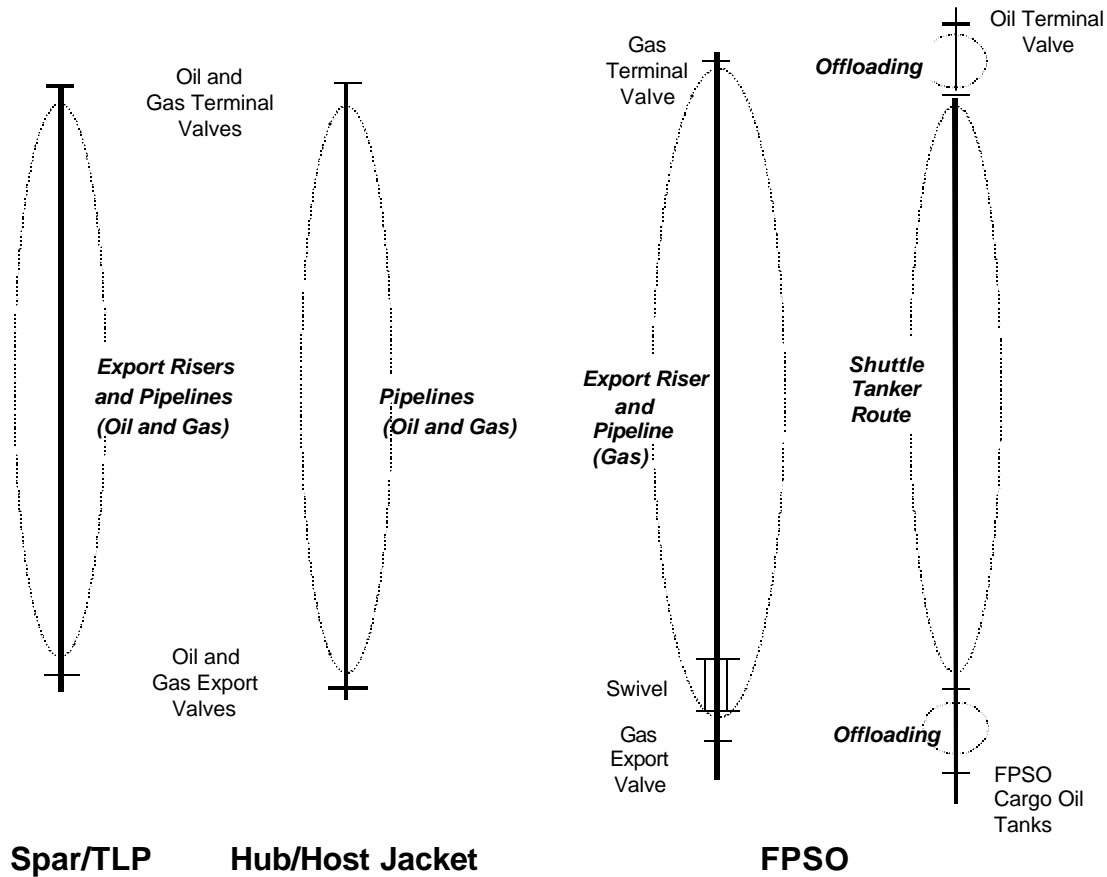 Oil and
Gas Terminal
Valves
Export Risers
and Pipelines
(Oil and Gas)
Oil and
Gas Export
Valves
Pipelines
(Oil and Gas)
Gas
Terminal
Valve
Export Riser
and
Pipeline
(Gas)
Swivel
Gas
Export
Valve
Oil Terminal
Valve
Offloading
Shuttle
Tanker
Route
Offloading
FPSO
Cargo Oil
Tanks
Spar/TLP
Hub/Host Jacket
FPSO